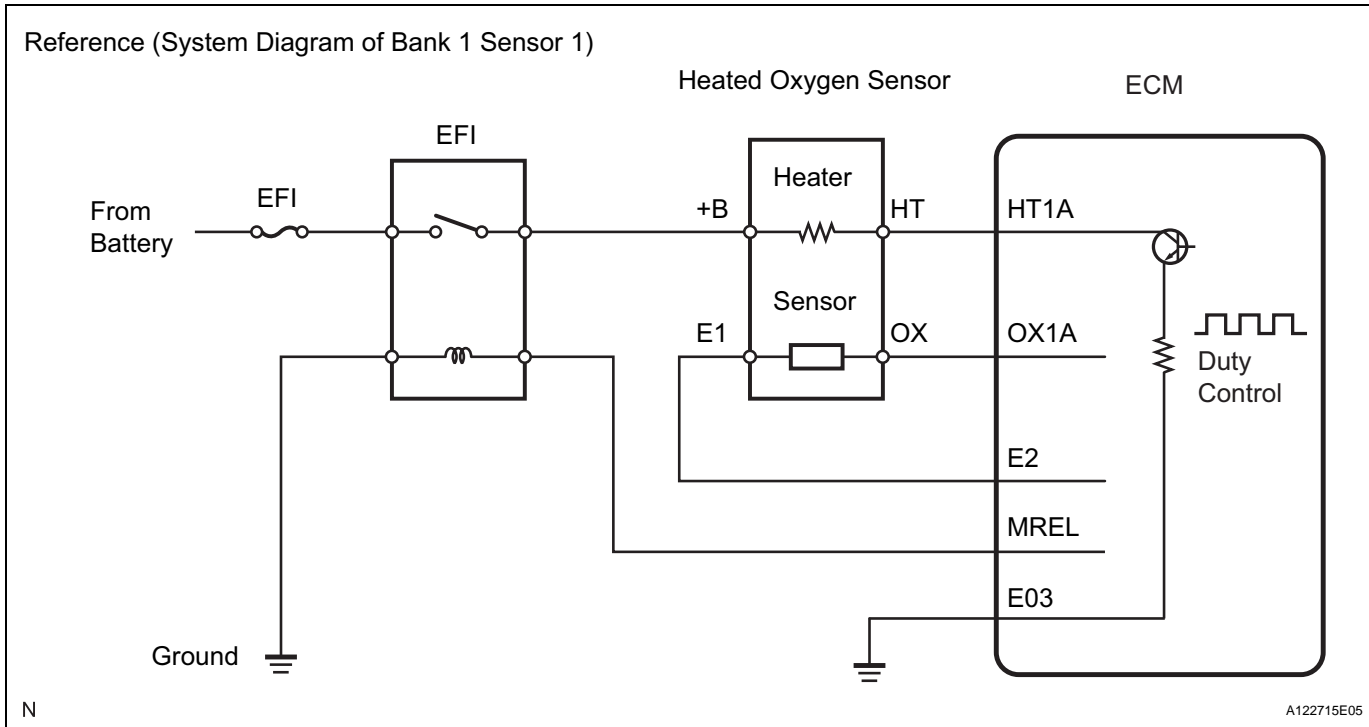 Reference (System Diagram of Bank 1 Sensor 1)
Heated Oxygen Sensor
ECM
EFI
EFI
From
Battery
+B
Heater
HT
HT1A
Sensor
E1
OX
OX1A
Duty
Control
E2
MREL
E03
Ground
N
A122715E05